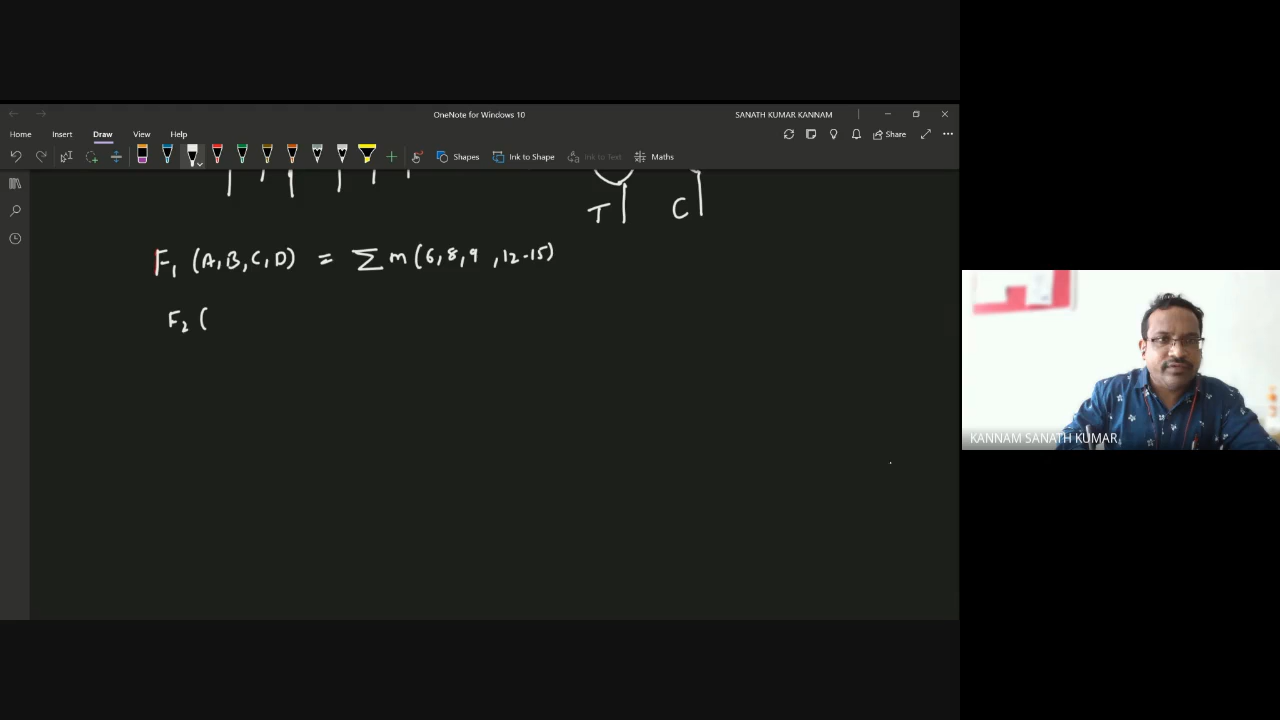 OneNote for Windows 10
SANATH KUMAR KANNAM
Home Insert Draw View Help
Share
Shapes Ink to Shape Ink to Text Maths
T C
F₁ (A,B,C,D) = ∑ m (6,8,9 ,12-15)
F₂ (
KANNAM SANATH KUMAR